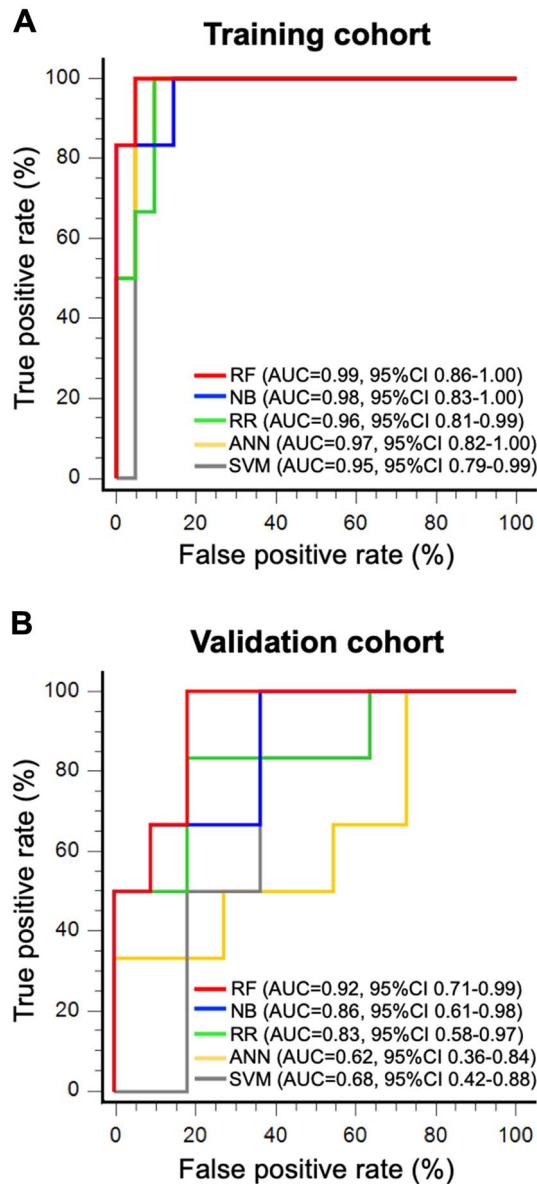 A
Training cohort
True positive rate (%)
100
80
60
40
20
0
RF (AUC=0.99, 95%CI 0.86-1.00)
NB (AUC=0.98, 95%CI 0.83-1.00)
RR (AUC=0.96, 95%CI 0.81-0.99)
ANN (AUC=0.97, 95%CI 0.82-1.00)
SVM (AUC=0.95, 95%CI 0.79-0.99)
0 20 40 60 80 100
False positive rate (%)
B
Validation cohort
True positive rate (%)
100
80
60
40
20
0
RF (AUC=0.92, 95%CI 0.71-0.99)
NB (AUC=0.86, 95%CI 0.61-0.98)
RR (AUC=0.83, 95%CI 0.58-0.97)
ANN (AUC=0.62, 95%CI 0.36-0.84)
SVM (AUC=0.68, 95%CI 0.42-0.88)
0 20 40 60 80 100
False positive rate (%)